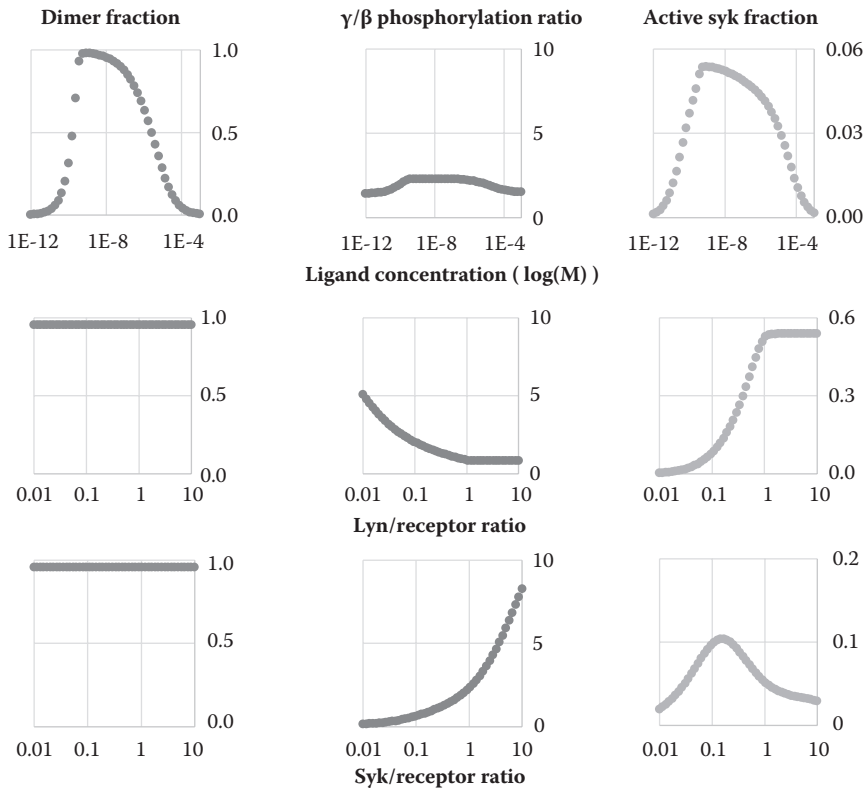 Dimer fraction
γ/β phosphorylation ratio
Active syk fraction
1.0
0.5
0.0
1E-12 1E-8 1E-4
10
5
0
1E-12 1E-8 1E-4
0.06
0.03
0.00
1E-12 1E-8 1E-4
Ligand concentration ( log(M) )
1.0
0.5
0.0
0.01 0.1 1 10
10
5
0
0.01 0.1 1 10
0.6
0.3
0.0
0.01 0.1 1 10
Lyn/receptor ratio
1.0
0.5
0.0
0.01 0.1 1 10
10
5
0
0.01 0.1 1 10
0.2
0.1
0
0.01 0.1 1 10
Syk/receptor ratio